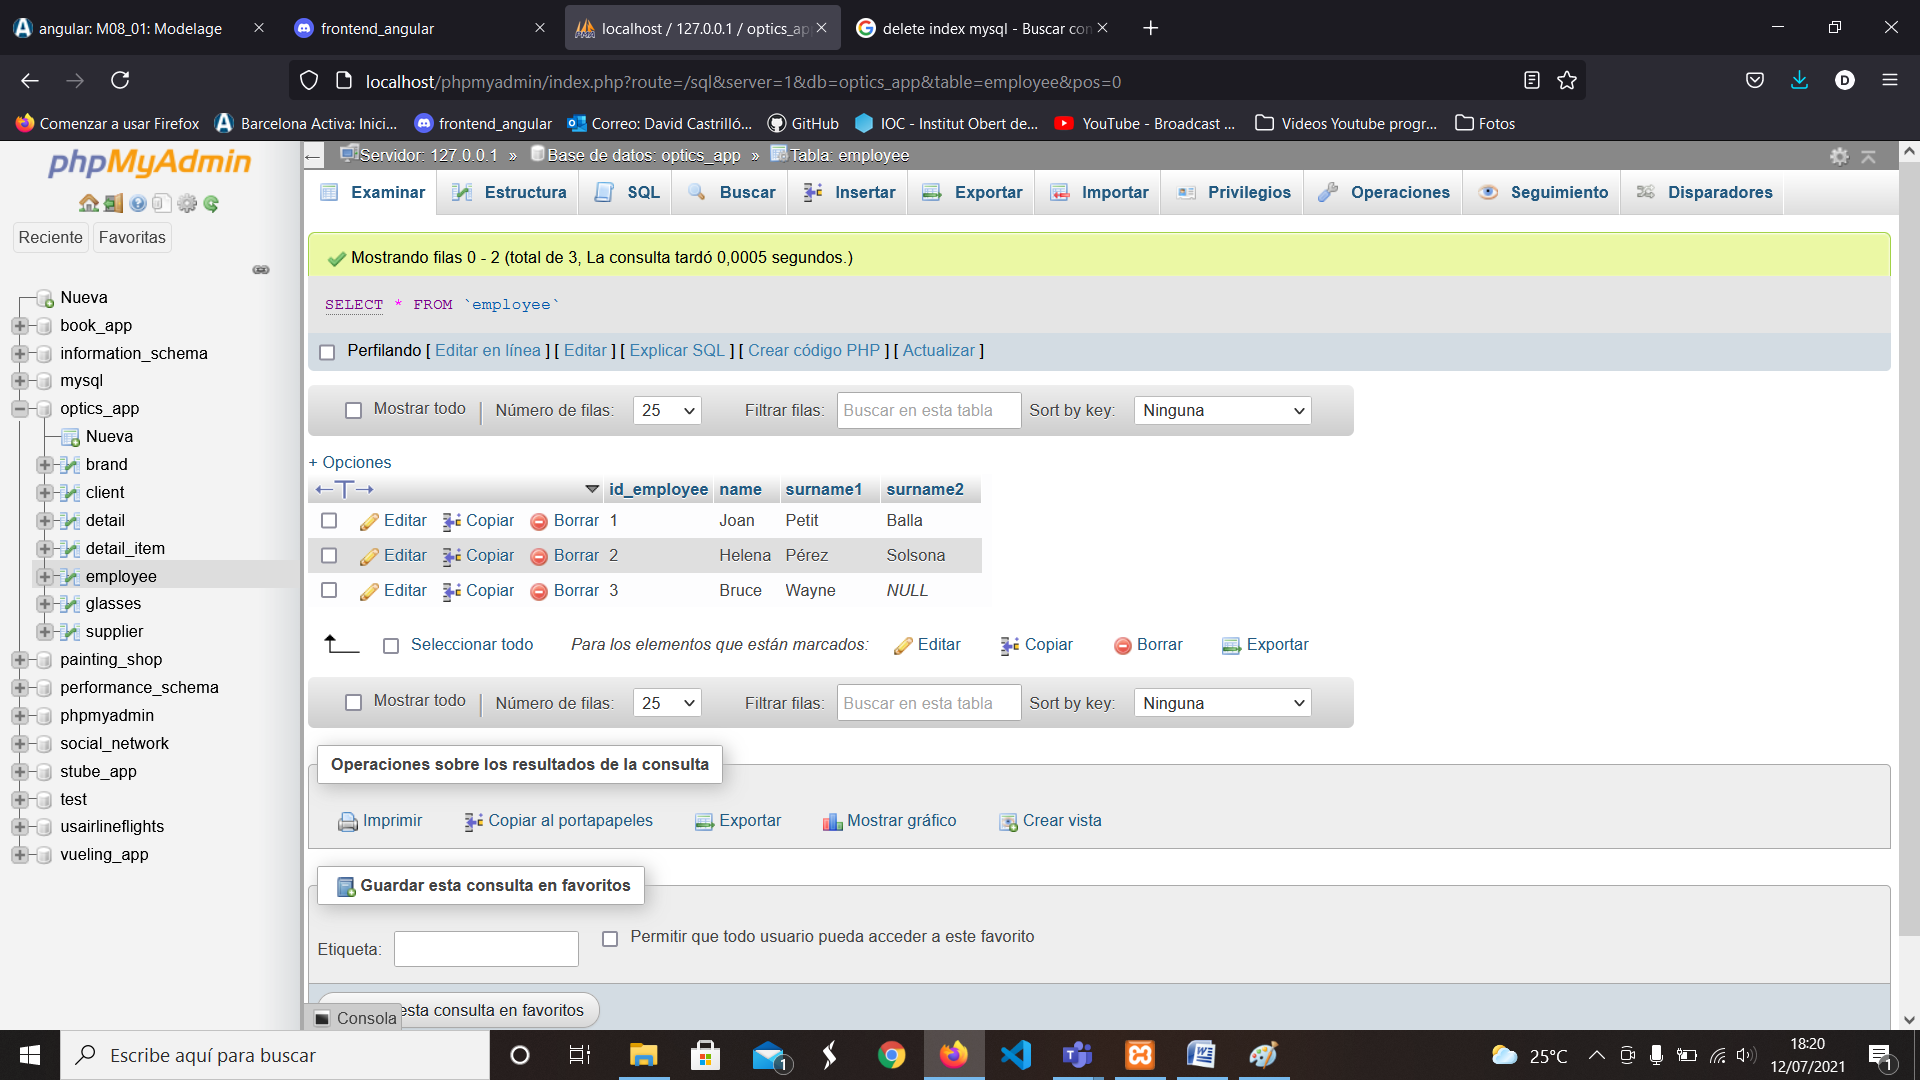 angular: M08_01: Modelage
frontend_angular
localhost / 127.0.0.1 / optics_ap
delete index mysql - Buscar con
localhost/phpmyadmin/index.php?route=/sql&server=1&db=optics_app&table=employee&pos=0
D
Comenzar a usar Firefox
Barcelona Activa: Inici...
frontend_angular
Correo: David Castrilló...
GitHub
IOC - Institut Obert de...
YouTube - Broadcast ...
Videos Youtube progr...
Fotos
phpMyAdmin
Reciente
Favoritas
Nueva
book_app
information_schema
mysql
optics_app
Nueva
brand
client
detail
detail_item
employee
glasses
supplier
painting_shop
performance_schema
phpmyadmin
social_network
stube_app
test
usairlineflights
vueling_app
Servidor: 127.0.0.1 » Base de datos: optics_app » Tabla: employee
Examinar Estructura SQL Buscar Insertar Exportar Importar Privilegios Operaciones Seguimiento Disparadores
Mostrando filas 0 - 2 (total de 3, La consulta tardó 0,0005 segundos.)
SELECT * FROM `employee`
Perfilando [ Editar en línea ] [ Editar ] [ Explicar SQL ] [ Crear código PHP ] [ Actualizar ]
Mostrar todo | Número de filas: 25 Filtrar filas: Buscar en esta tabla Sort by key: Ninguna
+ Opciones
←T→ id_employee name surname1 surname2
Editar Copiar Borrar 1 Joan Petit Balla
Editar Copiar Borrar 2 Helena Pérez Solsona
Editar Copiar Borrar 3 Bruce Wayne NULL
Seleccionar todo Para los elementos que están marcados: Editar Copiar Borrar Exportar
Mostrar todo | Número de filas: 25 Filtrar filas: Buscar en esta tabla Sort by key: Ninguna
Operaciones sobre los resultados de la consulta
Imprimir Copiar al portapapeles Exportar Mostrar gráfico Crear vista
Guardar esta consulta en favoritos
Etiqueta: Permitir que todo usuario pueda acceder a este favorito
esta consulta en favoritos
Consola
Escribe aquí para buscar
1
25°C
18:20
12/07/2021
1